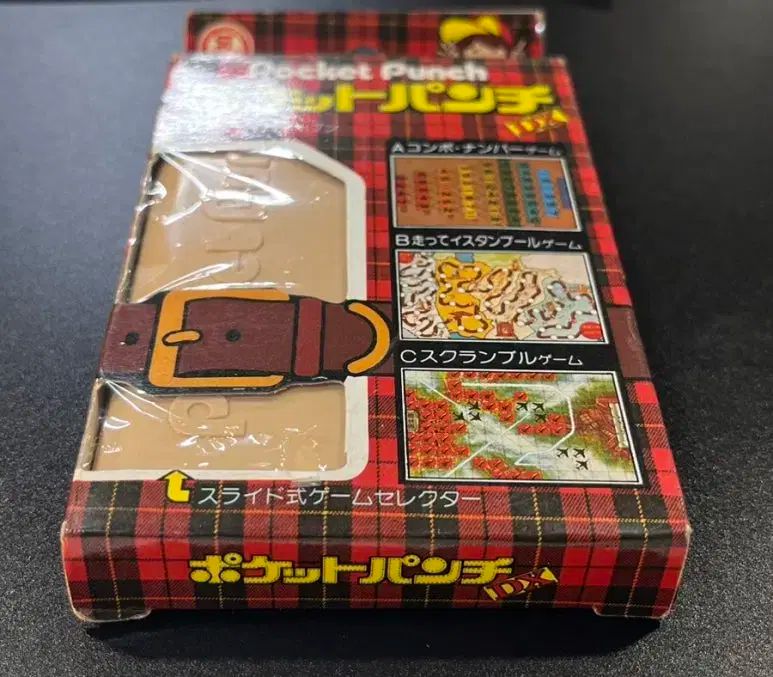 Pocket Punch
ポケットパンチ
DX
Aコンポ・ナンバーゲーム
B走ってイスタンブールゲーム
Cスクランブルゲーム
スライド式ゲームセレクター
ポケットパンチ
DX